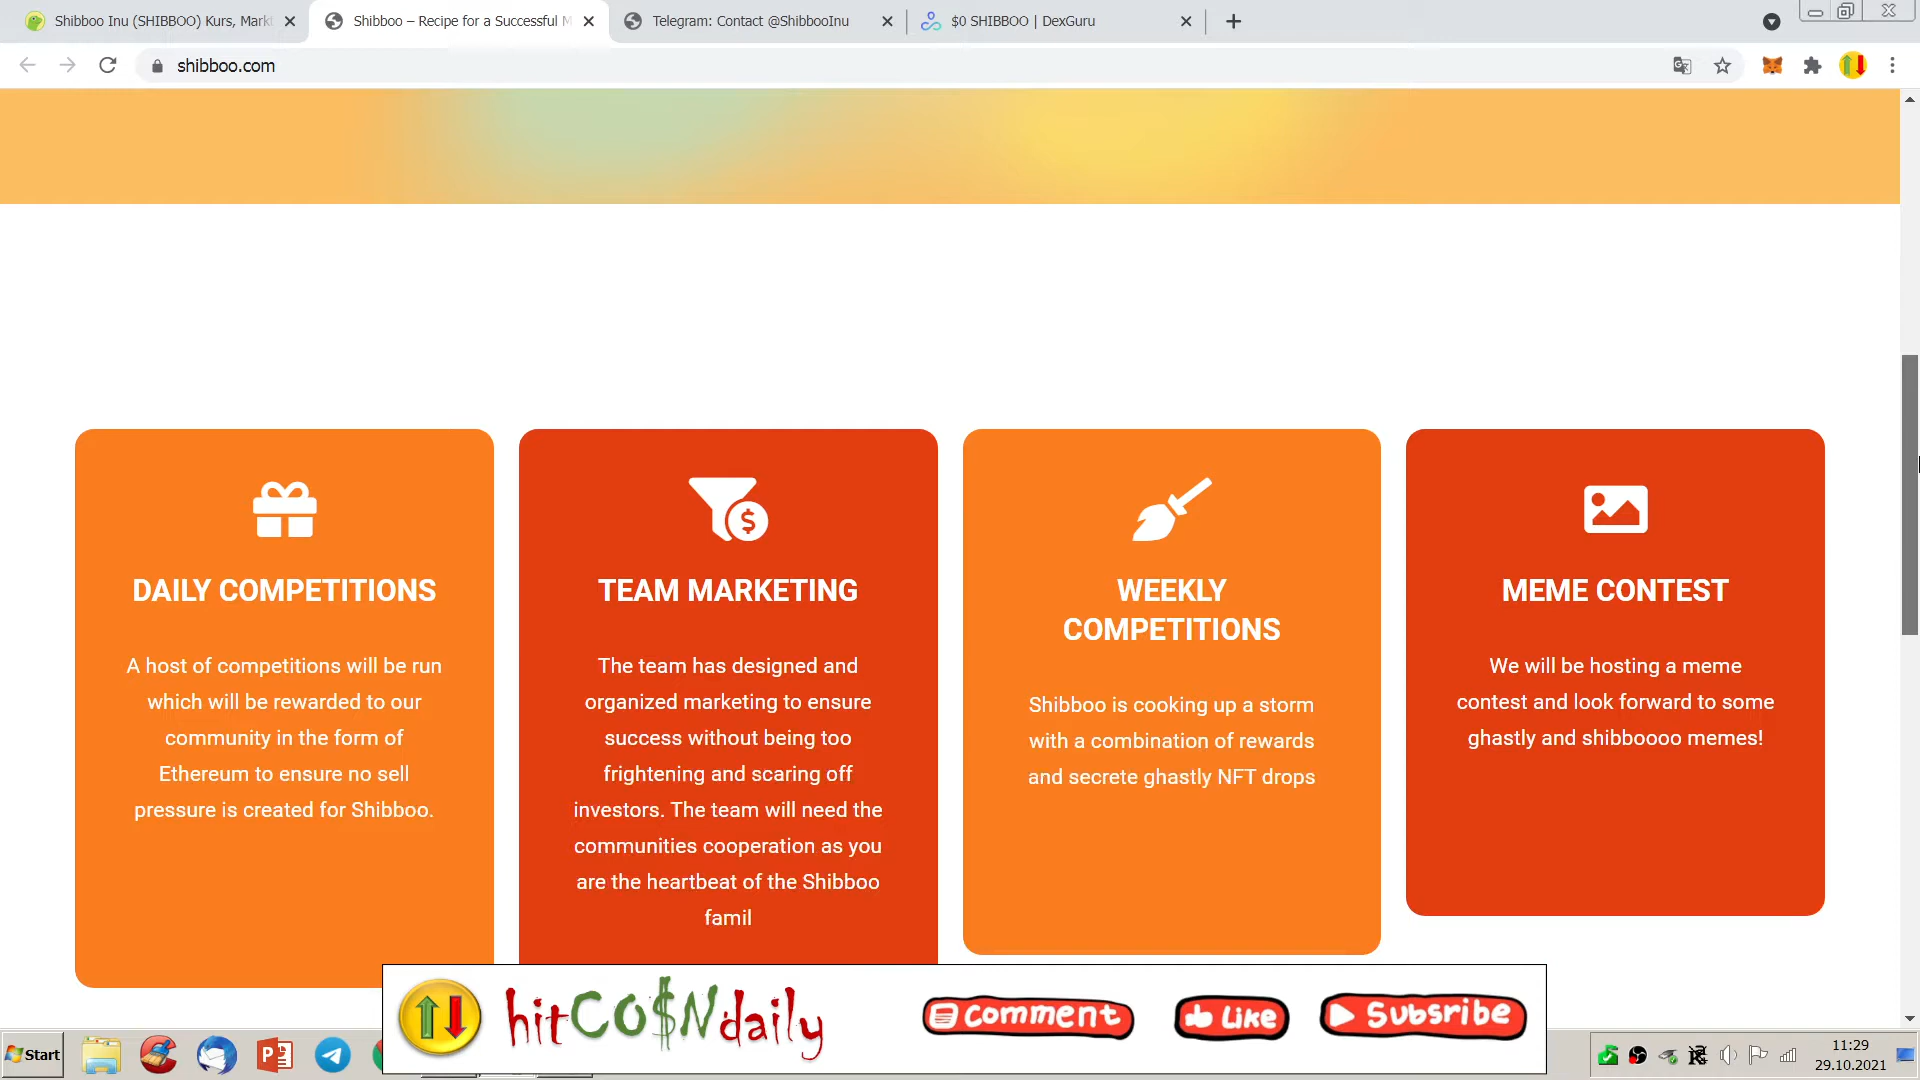 Shibboo Inu (SHIBBOO) Kurs, Markt
Shibboo – Recipe for a Successful M
Telegram: Contact @ShibbooInu
$0 SHIBBOO | DexGuru
shibboo.com
DAILY COMPETITIONS
A host of competitions will be run
which will be rewarded to our
community in the form of
Ethereum to ensure no sell
pressure is created for Shibboo.
TEAM MARKETING
The team has designed and
organized marketing to ensure
success without being too
frightening and scaring off
investors. The team will need the
communities cooperation as you
are the heartbeat of the Shibboo
famil
WEEKLY
COMPETITIONS
Shibboo is cooking up a storm
with a combination of rewards
and secrete ghastly NFT drops
MEME CONTEST
We will be hosting a meme
contest and look forward to some
ghastly and shibboooo memes!
hitCO$Ndaily
comment
Like
Subsribe
Start
11:29
29.10.2021